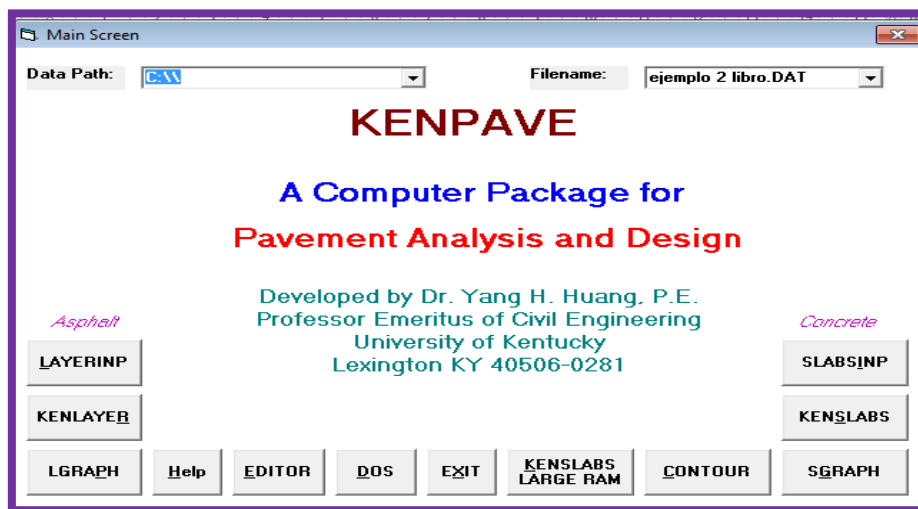 Main Screen
Data Path: C:\\ Filename: ejemplo 2 libro.DAT
KENPAVE
A Computer Package for
Pavement Analysis and Design
Developed by Dr. Yang H. Huang, P.E.
Professor Emeritus of Civil Engineering
University of Kentucky
Lexington KY 40506-0281
Asphalt
Concrete
LAYERINP
SLABSINP
KENLAYER
KENSLABS
LGRAPH
Help
EDITOR
DOS
EXIT
KENSLABS
LARGE RAM
CONTOUR
SGRAPH